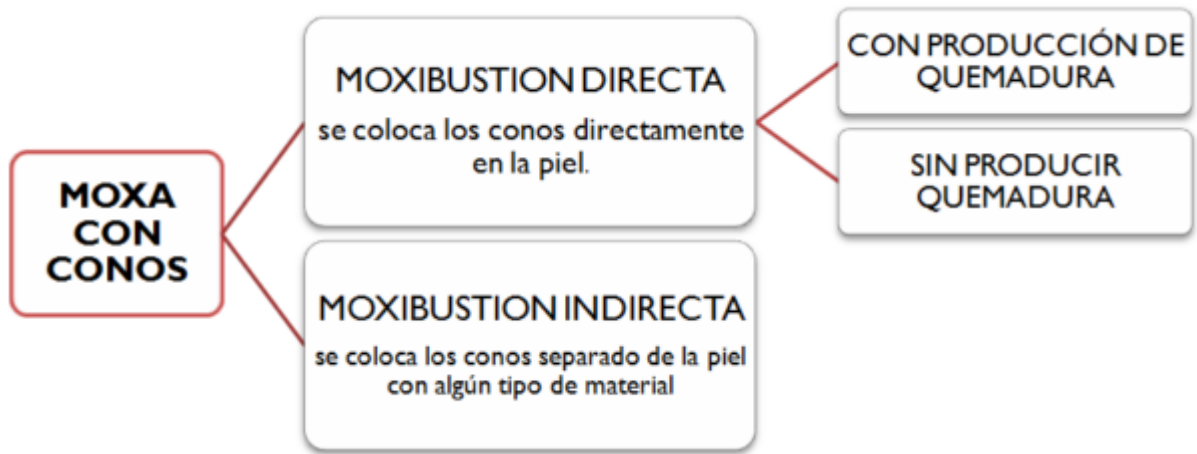 MOXA
CON
CONOS
MOXIBUSTION DIRECTA
se coloca los conos directamente
en la piel.
CON PRODUCCIÓN DE
QUEMADURA
SIN PRODUCIR
QUEMADURA
MOXIBUSTION INDIRECTA
se coloca los conos separado de la piel
con algún tipo de material